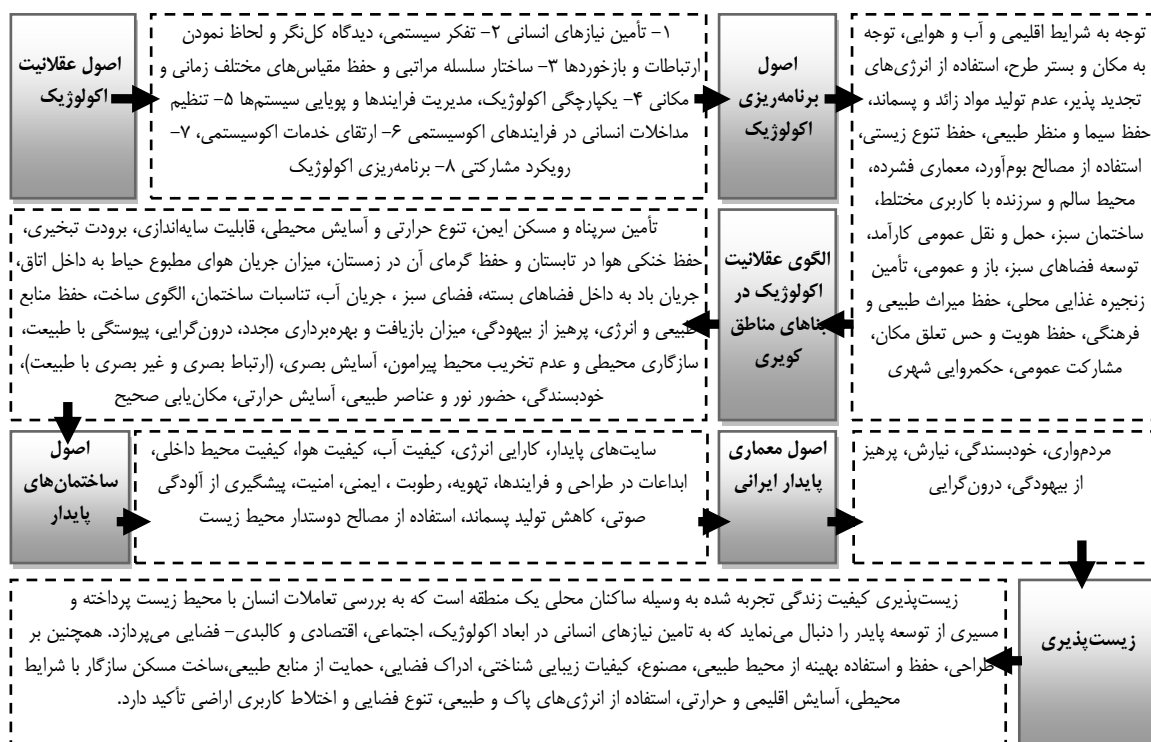 اصول عقلانیت
اکولوژیک
۱- تأمین نیازهای انسانی ۲- تفکر سیستمی، دیدگاه کل‌نگر و لحاظ نمودن
ارتباطات و بازخوردها ۳- ساختار سلسله مراتبی و حفظ مقیاس‌های مختلف زمانی و
مکانی ۴- یکپارچگی اکولوژیک، مدیریت فرایندها و پویایی سیستم‌ها ۵- تنظیم
مداخلات انسانی در فرایندهای اکوسیستمی ۶- ارتقای خدمات اکوسیستمی، ۷-
رویکرد مشارکتی ۸- برنامه‌ریزی اکولوژیک
اصول
برنامه‌ریزی
اکولوژیک
توجه به شرایط اقلیمی و آب و هوایی، توجه
به مکان و بستر طرح، استفاده از انرژی‌های
تجدید پذیر، عدم تولید مواد زائد و پسماند،
حفظ سیما و منظر طبیعی، حفظ تنوع زیستی،
استفاده از مصالح بوم‌آورد، معماری فشرده،
محیط سالم و سرزنده با کاربری مختلط،
ساختمان سبز، حمل و نقل عمومی کارآمد،
توسعه فضاهای سبز، باز و عمومی، تأمین
زنجیره غذایی محلی، حفظ میراث طبیعی و
فرهنگی، حفظ هویت و حس تعلق مکان،
مشارکت عمومی، حکمروایی شهری
الگوی عقلانیت
اکولوژیک در
بناهای مناطق
کویری
تأمین سرپناه و مسکن ایمن، تنوع حرارتی و آسایش محیطی، قابلیت سایه‌اندازی، برودت تبخیری،
حفظ خنکی هوا در تابستان و حفظ گرمای آن در زمستان، میزان جریان هوای مطبوع حیاط به داخل اتاق،
جریان باد به داخل فضاهای بسته، فضای سبز ، جریان آب، تناسبات ساختمان، الگوی ساخت، حفظ منابع
طبیعی و انرژی، پرهیز از بیهودگی، میزان بازیافت و بهره‌برداری مجدد، درون‌گرایی، پیوستگی با طبیعت،
سازگاری محیطی و عدم تخریب محیط پیرامون، آسایش بصری، (ارتباط بصری و غیر بصری با طبیعت)،
خودبسندگی، حضور نور و عناصر طبیعی، آسایش حرارتی، مکان‌یابی صحیح
اصول
ساختمان‌های
پایدار
سایت‌های پایدار، کارایی انرژی، کیفیت آب، کیفیت هوا، کیفیت محیط داخلی،
ابداعات در طراحی و فرایندها، تهویه، رطوبت ، ایمنی، امنیت، پیشگیری از آلودگی
صوتی، کاهش تولید پسماند، استفاده از مصالح دوستدار محیط زیست
اصول معماری
پایدار ایرانی
مردم‌واری، خودبسندگی، نیارش، پرهیز
از بیهودگی، درون‌گرایی
زیست‌پذیری
زیست‌پذیری کیفیت زندگی تجربه شده به وسیله ساکنان محلی یک منطقه است که به بررسی تعاملات انسان با محیط زیست پرداخته و
مسیری از توسعه پایدر را دنبال می‌نماید که به تامین نیازهای انسانی در ابعاد اکولوژیک، اجتماعی، اقتصادی و کالبدی- فضایی می‌پردازد. همچنین بر
طراحی، حفظ و استفاده بهینه از محیط طبیعی، مصنوع، کیفیات زیبایی شناختی، ادراک فضایی، حمایت از منابع طبیعی،ساخت مسکن سازگار با شرایط
محیطی، آسایش اقلیمی و حرارتی، استفاده از انرژی‌های پاک و طبیعی، تنوع فضایی و اختلاط کاربری اراضی تأکید دارد.